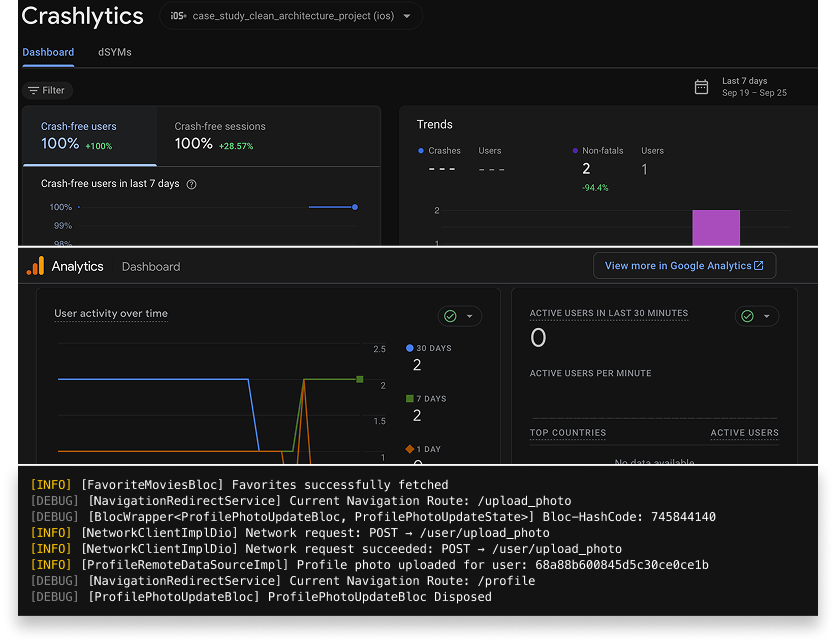 Crashlytics
iOS+ case_study_clean_architecture_project (ios)
Dashboard dSYMs
Filter
Last 7 days
Sep 19 – Sep 25
Crash-free users
100% +100%
Crash-free sessions
100% +28.57%
Crash-free users in last 7 days
100%
99%
98%
Trends
Crashes Users Non-fatals Users
--- --- 2 1
-94.4%
2
1
Analytics Dashboard
View more in Google Analytics
User activity over time
2.5
2
1.5
1
30 DAYS
2
7 DAYS
2
1 DAY
0
ACTIVE USERS IN LAST 30 MINUTES
0
ACTIVE USERS PER MINUTE
TOP COUNTRIES ACTIVE USERS
No data available
[INFO] [FavoriteMoviesBloc] Favorites successfully fetched
[DEBUG] [NavigationRedirectService] Current Navigation Route: /upload_photo
[DEBUG] [BlocWrapper<ProfilePhotoUpdateBloc, ProfilePhotoUpdateState>] Bloc-HashCode: 745844140
[INFO] [NetworkClientImplDio] Network request: POST → /user/upload_photo
[INFO] [NetworkClientImplDio] Network request succeeded: POST → /user/upload_photo
[INFO] [ProfileRemoteDataSourceImpl] Profile photo uploaded for user: 68a88b600845d5c30ce0ce1b
[DEBUG] [NavigationRedirectService] Current Navigation Route: /profile
[DEBUG] [ProfilePhotoUpdateBloc] ProfilePhotoUpdateBloc Disposed